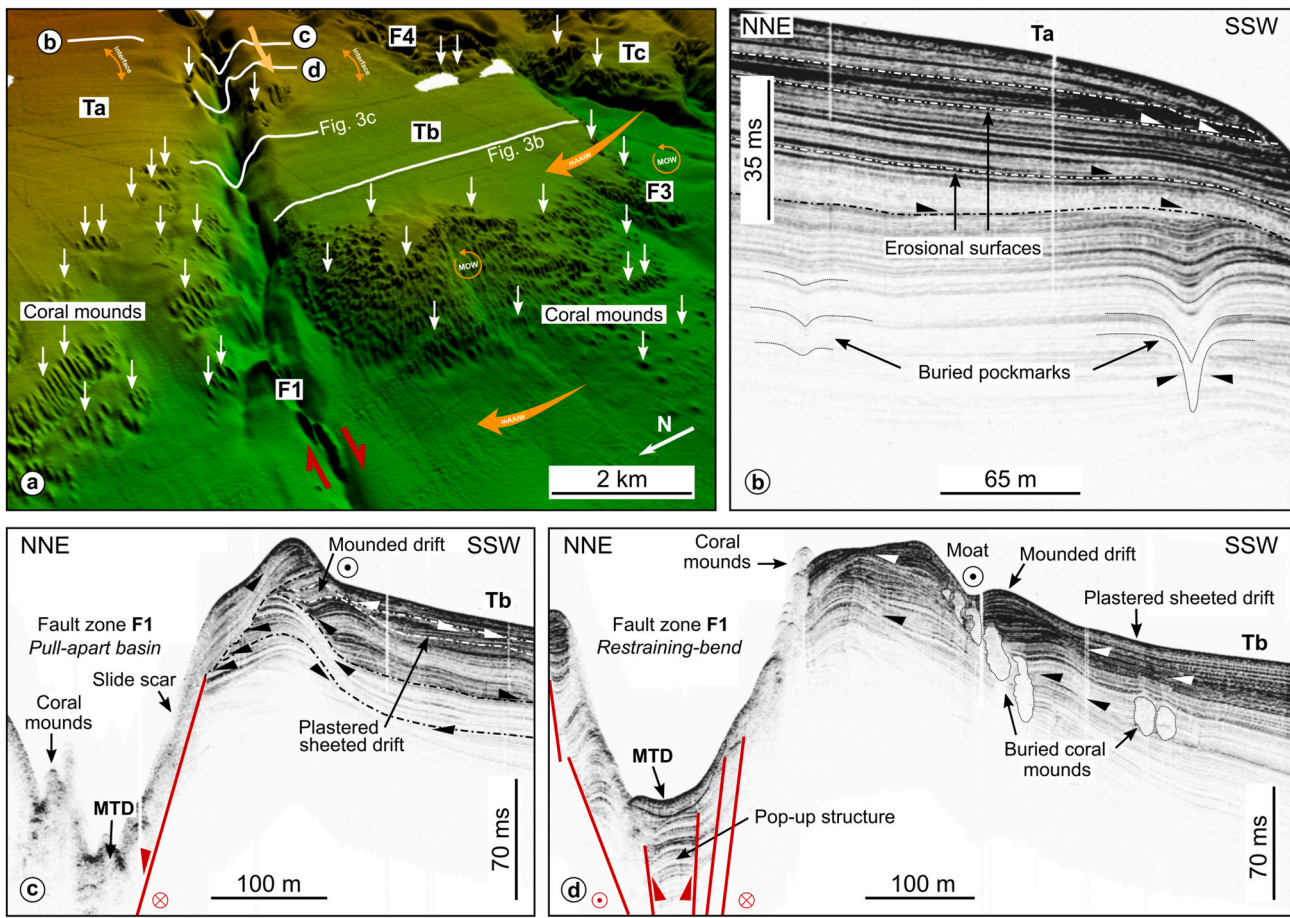 b
interface
c
d
interface
F4
Tc
Ta
Fig. 3c
Tb
Fig. 3b
mAAIW
MOW
F3
MOW
Coral mounds
Coral mounds
F1
mAAIW
N
2 km
a
NNE
Ta
SSW
35 ms
Erosional surfaces
Buried pockmarks
b
65 m
NNE
SSW
Mounded drift
Tb
Fault zone F1
Pull-apart basin
Slide scar
Coral
mounds
Plastered
sheeted drift
MTD
70 ms
c
100 m
NNE
SSW
Coral
mounds
Moat
Mounded drift
Plastered sheeted drift
Fault zone F1
Restraining-bend
Tb
Buried coral
mounds
MTD
Pop-up structure
70 ms
d
100 m